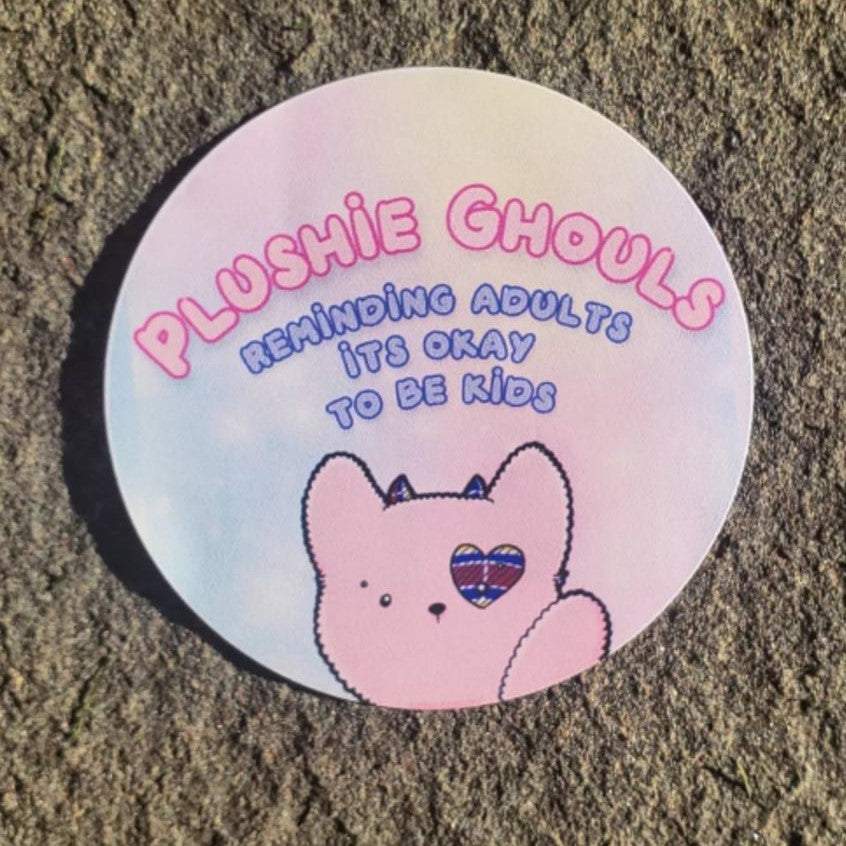 PLUSHiE GHOULS
REMiNDiNG ADULTS
iTS OKAY
TO BE KiDS